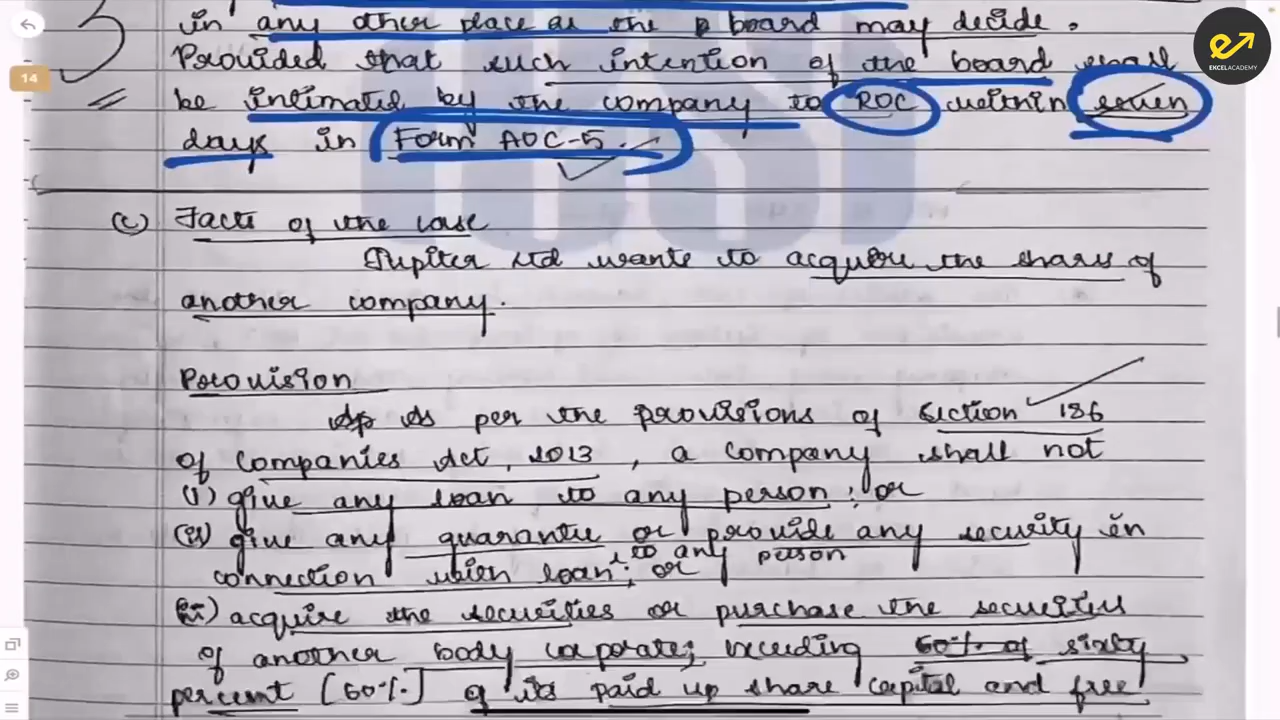 in any other place as the board may decide.
Provided that such intention of the board shall
14
be intimated by the company to ROC within seven
days in Form AOC-5.
(c) Facts of the case
Jupiter Ltd wants to acquire the shares of
another company.
Provision
As per the provisions of Section 186
of Companies Act, 2013, a company shall not
(i) give any loan to any person; or
(ii) give any guarantee or provide any security in
connection with loan to any person; or
(iii) acquire the securities or purchase the securities
of another body corporate; exceeding 60% of sixty
percent [60%] of its paid up share capital and free
EXCEL ACADEMY